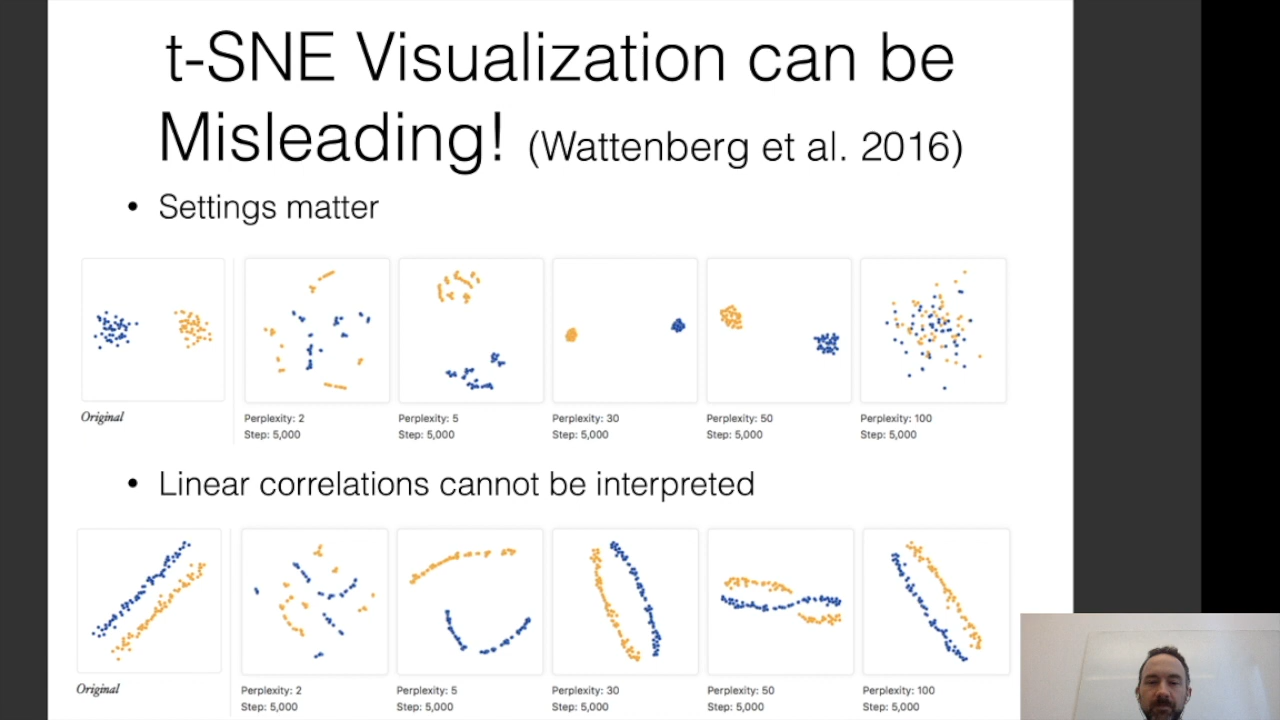 t-SNE Visualization can be
Misleading! (Wattenberg et al. 2016)
• Settings matter
Original
Perplexity: 2
Step: 5,000
Perplexity: 5
Step: 5,000
Perplexity: 30
Step: 5,000
Perplexity: 50
Step: 5,000
Perplexity: 100
Step: 5,000
• Linear correlations cannot be interpreted
Original
Perplexity: 2
Step: 5,000
Perplexity: 5
Step: 5,000
Perplexity: 30
Step: 5,000
Perplexity: 50
Step: 5,000
Perplexity: 100
Step: 5,000